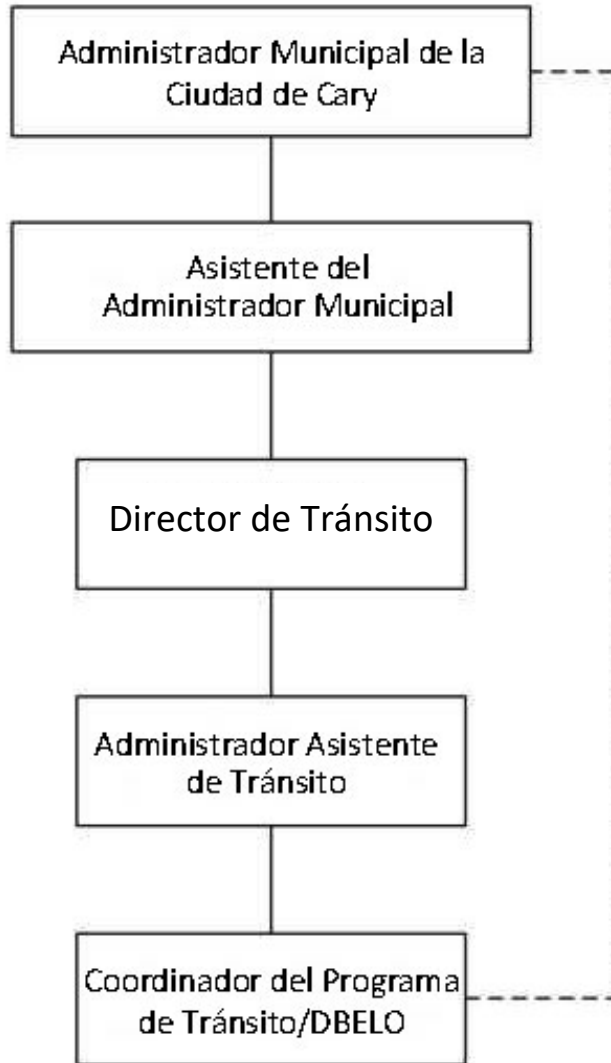 Administrador Municipal de la
Ciudad de Cary
Asistente del
Administrador Municipal
Director de Tránsito
Administrador Asistente
de Tránsito
Coordinador del Programa
de Tránsito/DBELO